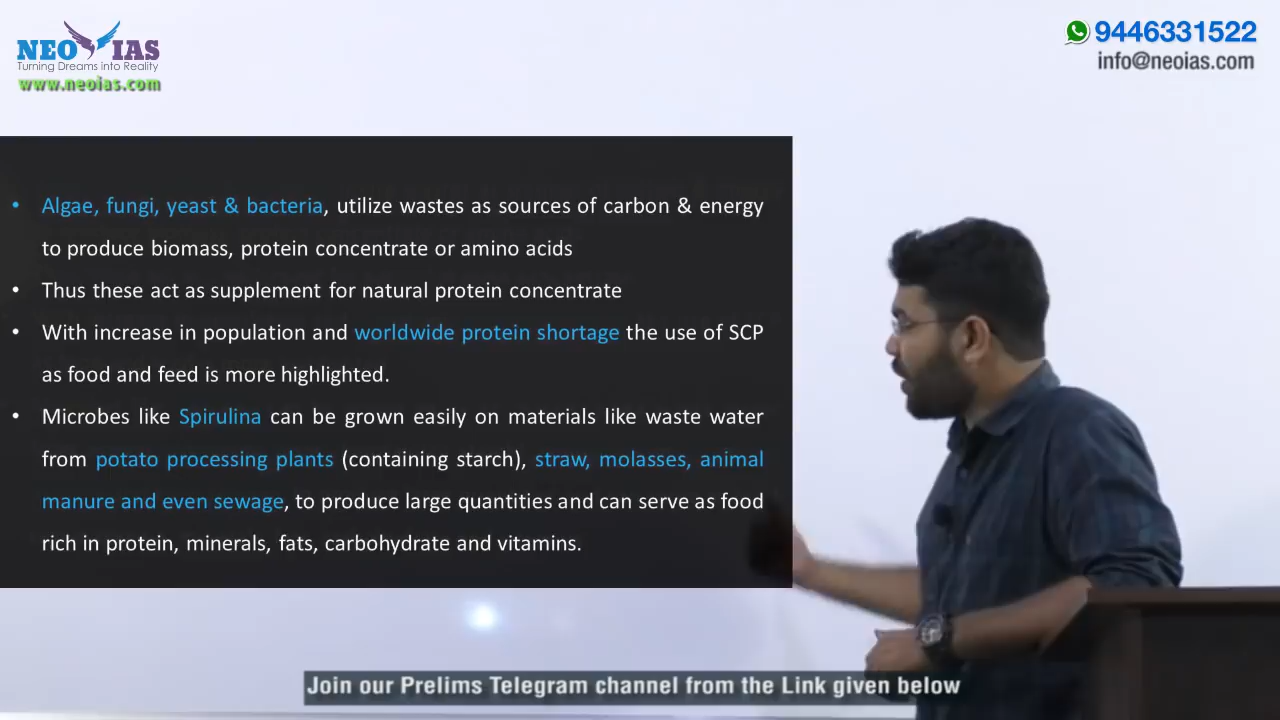 NEO IAS
Turning Dreams into Reality
www.neoias.com
9446331522
info@neoias.com
• Algae, fungi, yeast & bacteria, utilize wastes as sources of carbon & energy
to produce biomass, protein concentrate or amino acids
• Thus these act as supplement for natural protein concentrate
• With increase in population and worldwide protein shortage the use of SCP
as food and feed is more highlighted.
• Microbes like Spirulina can be grown easily on materials like waste water
from potato processing plants (containing starch), straw, molasses, animal
manure and even sewage, to produce large quantities and can serve as food
rich in protein, minerals, fats, carbohydrate and vitamins.
Join our Prelims Telegram channel from the Link given below